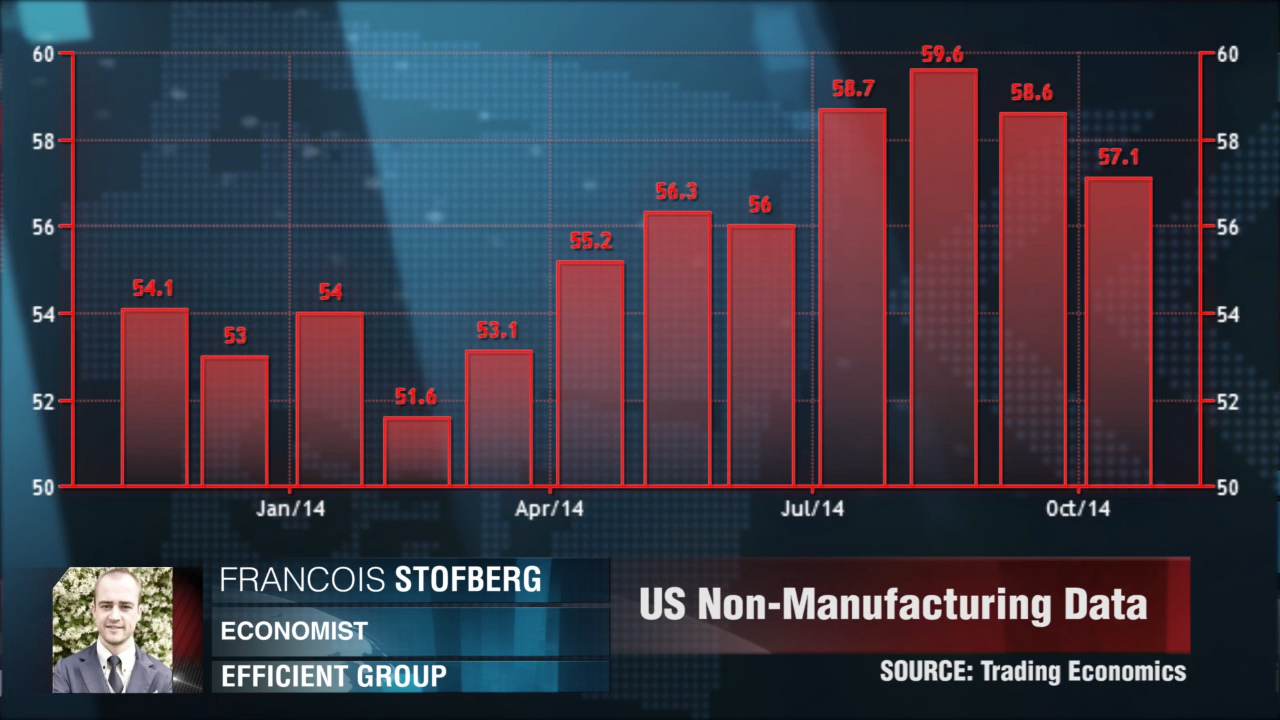 60
58
56
54
52
50
60
58
56
54
52
50
54.1
53
54
51.6
53.1
55.2
56.3
56
58.7
59.6
58.6
57.1
Jan/14
Apr/14
Jul/14
Oct/14
FRANCOIS STOFBERG
ECONOMIST
EFFICIENT GROUP
US Non-Manufacturing Data
SOURCE: Trading Economics